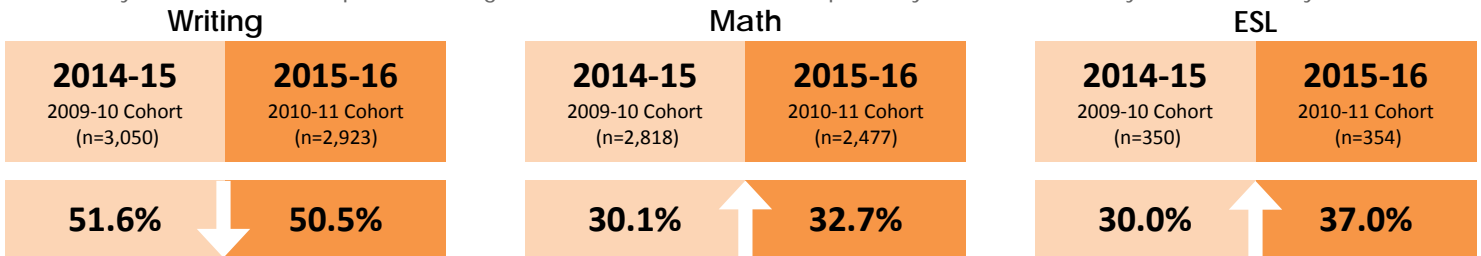 Writing
Math
ESL
2014-15
2015-16
2014-15
2015-16
2014-15
2015-16
2009-10 Cohort
2010-11 Cohort
2009-10 Cohort
2010-11 Cohort
2009-10 Cohort
2010-11 Cohort
(n=3,050)
(n=2,923)
(n=2,818)
(n=2,477)
(n=350)
(n=354)
51.6%
50.5%
30.1%
32.7%
30.0%
37.0%